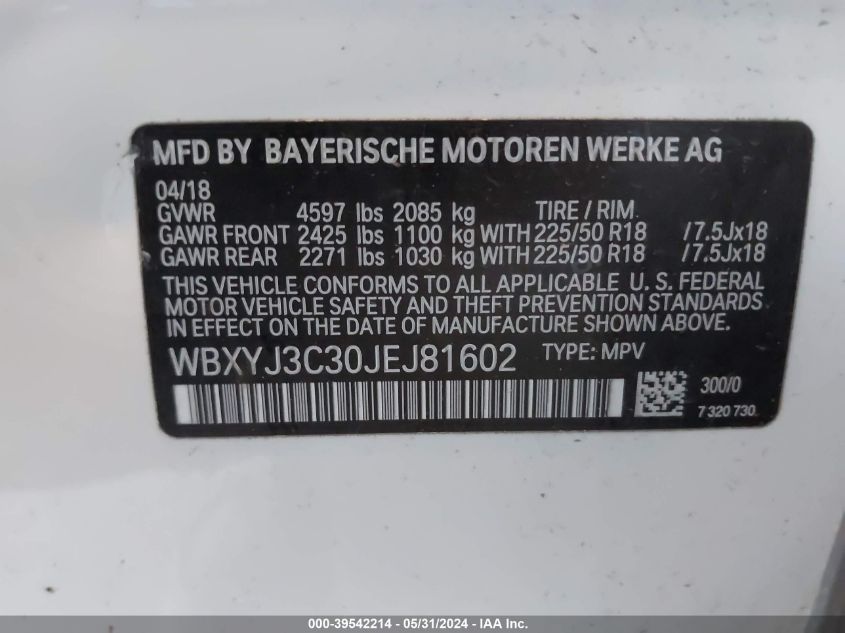 MFD BY BAYERISCHE MOTOREN WERKE AG
04/18
GVWR 4597 lbs 2085 kg TIRE / RIM
GAWR FRONT 2425 lbs 1100 kg WITH 225/50 R18 /7.5Jx18
GAWR REAR 2271 lbs 1030 kg WITH 225/50 R18 /7.5Jx18
THIS VEHICLE CONFORMS TO ALL APPLICABLE U. S. FEDERAL
MOTOR VEHICLE SAFETY AND THEFT PREVENTION STANDARDS
IN EFFECT ON THE DATE OF MANUFACTURE SHOWN ABOVE.
WBXYJ3C30JEJ81602 TYPE: MPV
300/0
7 320 730
000-39542214 - 05/31/2024 - IAA Inc.